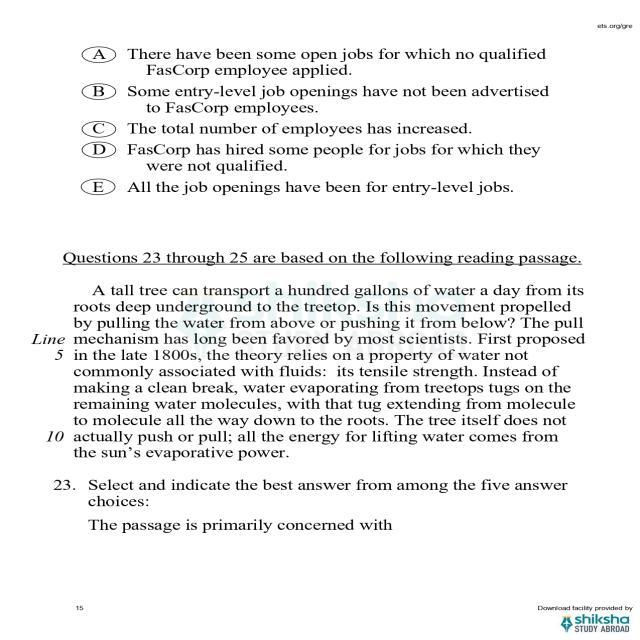 ets.org/gre
A There have been some open jobs for which no qualified
FasCorp employee applied.
B Some entry-level job openings have not been advertised
to FasCorp employees.
C The total number of employees has increased.
D FasCorp has hired some people for jobs for which they
were not qualified.
E All the job openings have been for entry-level jobs.
Questions 23 through 25 are based on the following reading passage.
A tall tree can transport a hundred gallons of water a day from its
roots deep underground to the treetop. Is this movement propelled
by pulling the water from above or pushing it from below? The pull
Line mechanism has long been favored by most scientists. First proposed
5 in the late 1800s, the theory relies on a property of water not
commonly associated with fluids: its tensile strength. Instead of
making a clean break, water evaporating from treetops tugs on the
remaining water molecules, with that tug extending from molecule
to molecule all the way down to the roots. The tree itself does not
10 actually push or pull; all the energy for lifting water comes from
the sun's evaporative power.
23. Select and indicate the best answer from among the five answer
choices:
The passage is primarily concerned with
15
Download facility provided by
shiksha
STUDY ABROAD